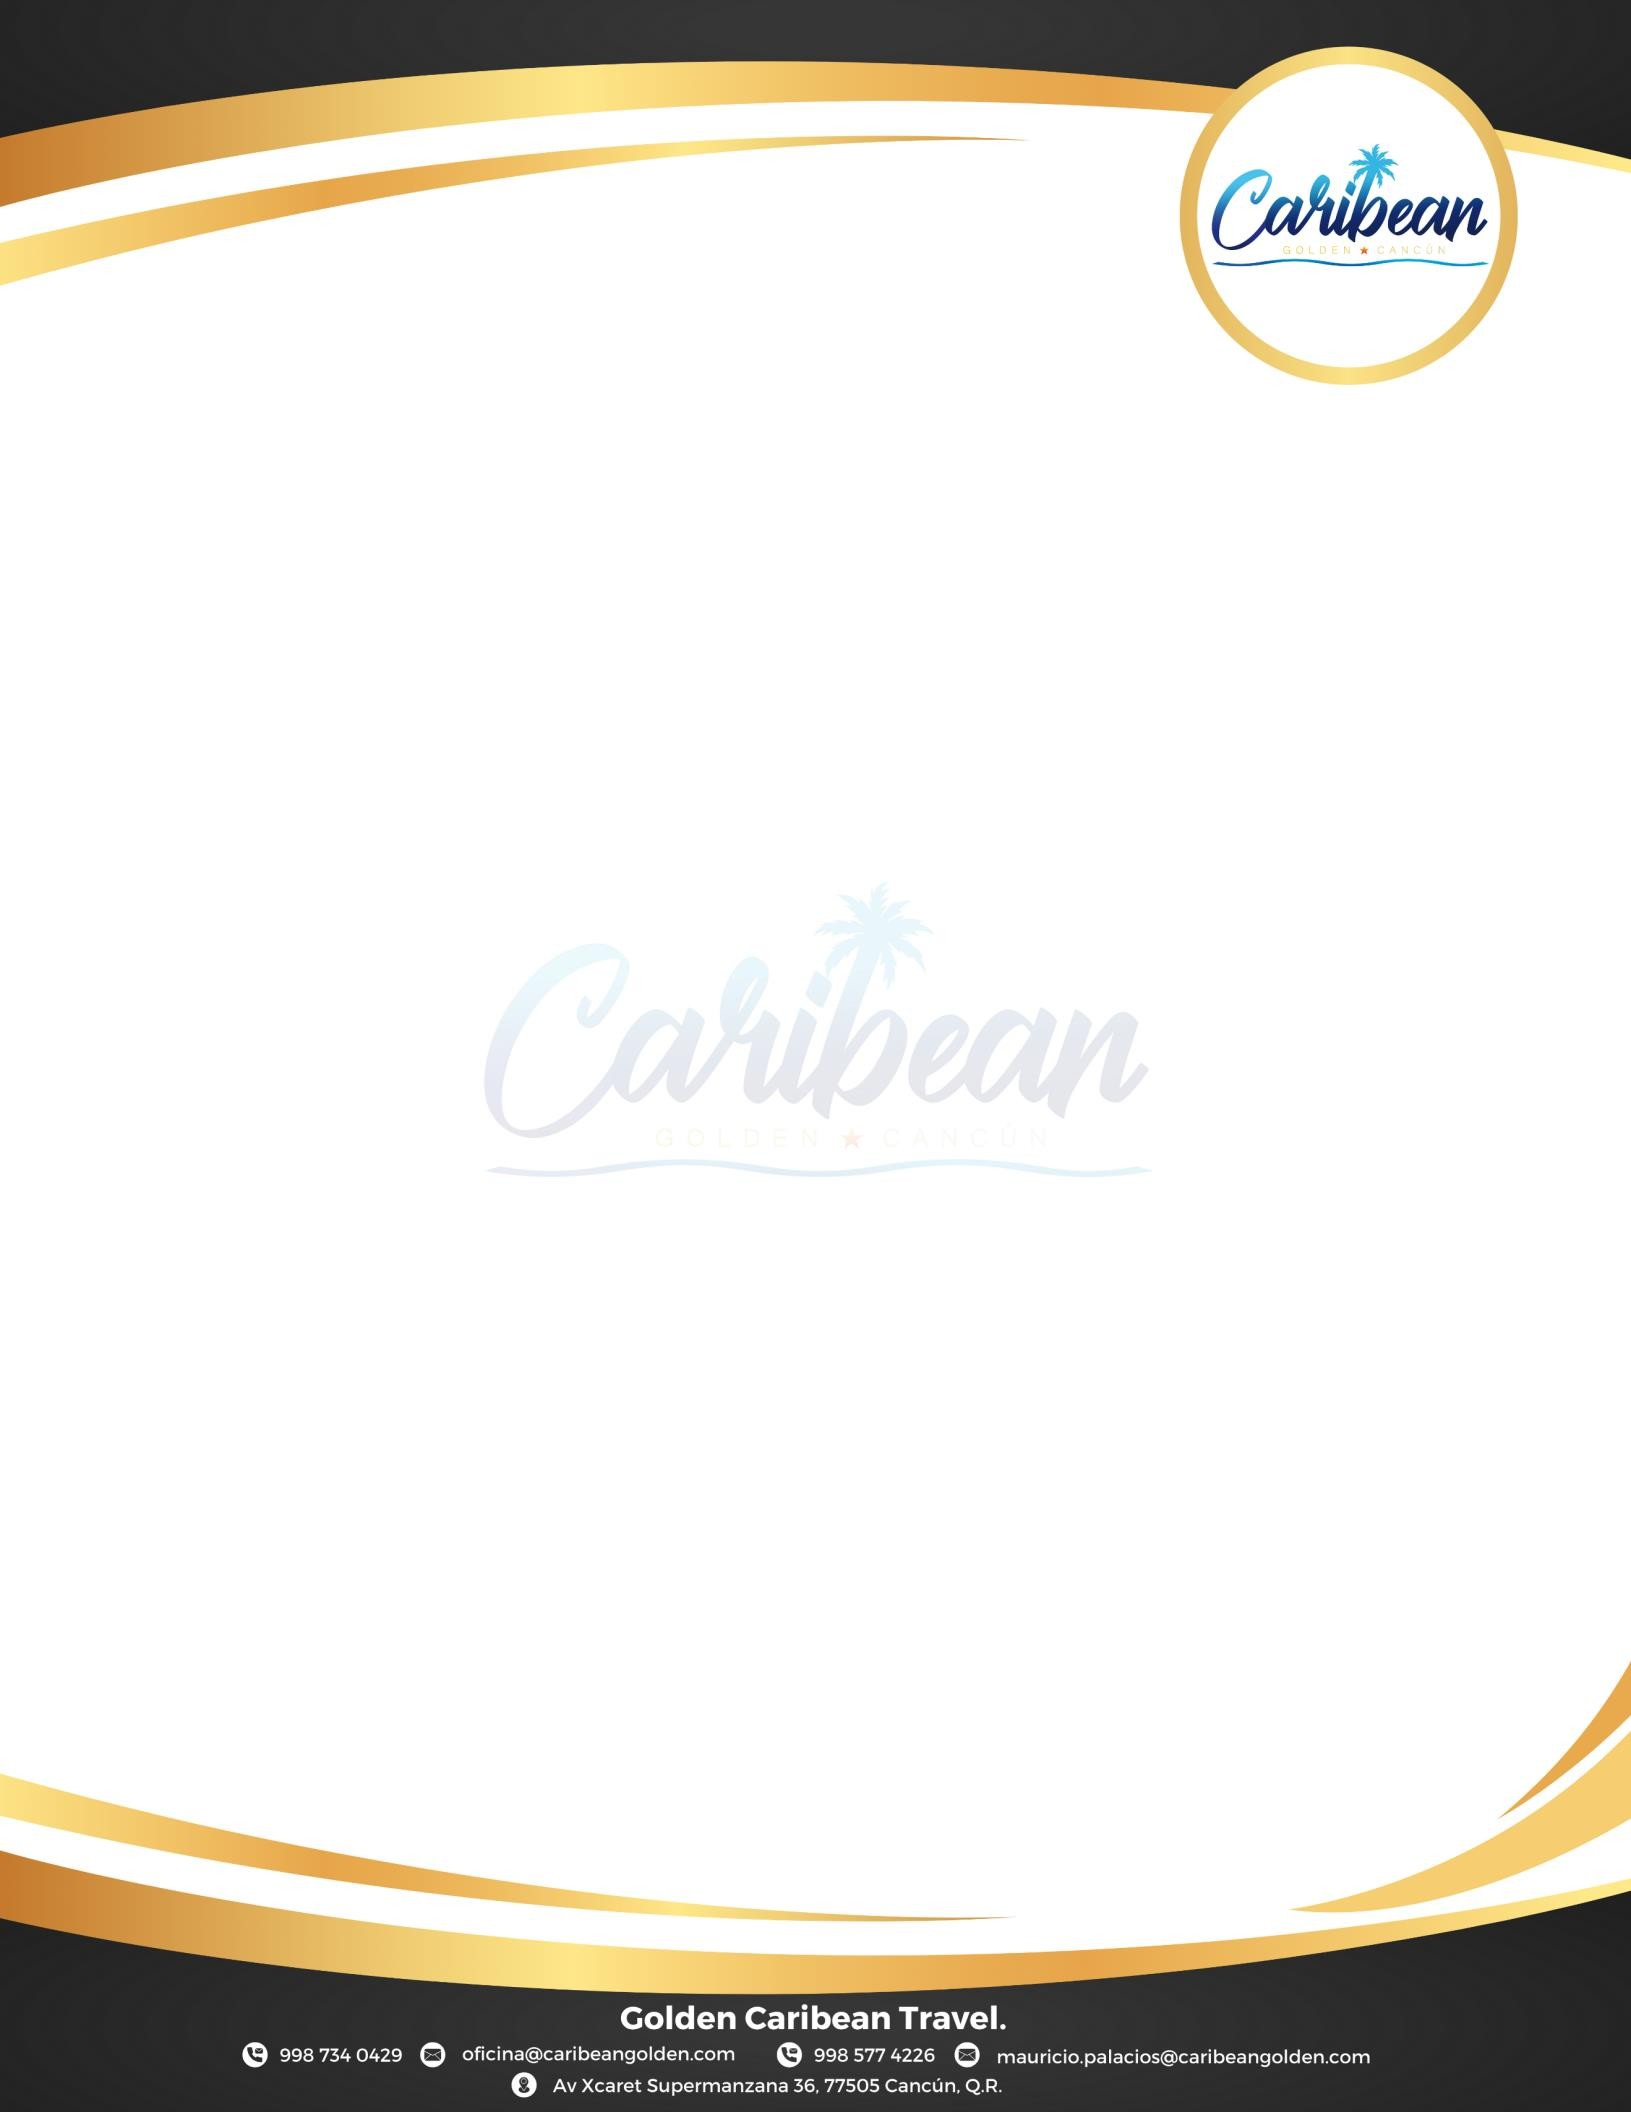 Caribean
GOLDEN ★ CANCÚN
Caribean
GOLDEN ★ CANCÚN
Golden Caribean Travel.
998 734 0429 oficina@caribeangolden.com 998 577 4226 mauricio.palacios@caribeangolden.com
Av Xcaret Supermanzana 36, 77505 Cancún, Q.R.